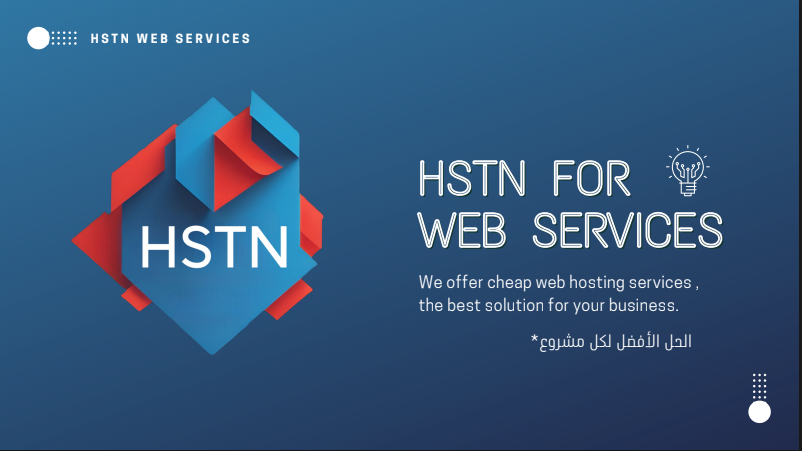 HSTN WEB SERVICES
HSTN
HSTN FOR
WEB SERVICES
We offer cheap web hosting services ,
the best solution for your business.
الحل الأفضل لكل مشروع*